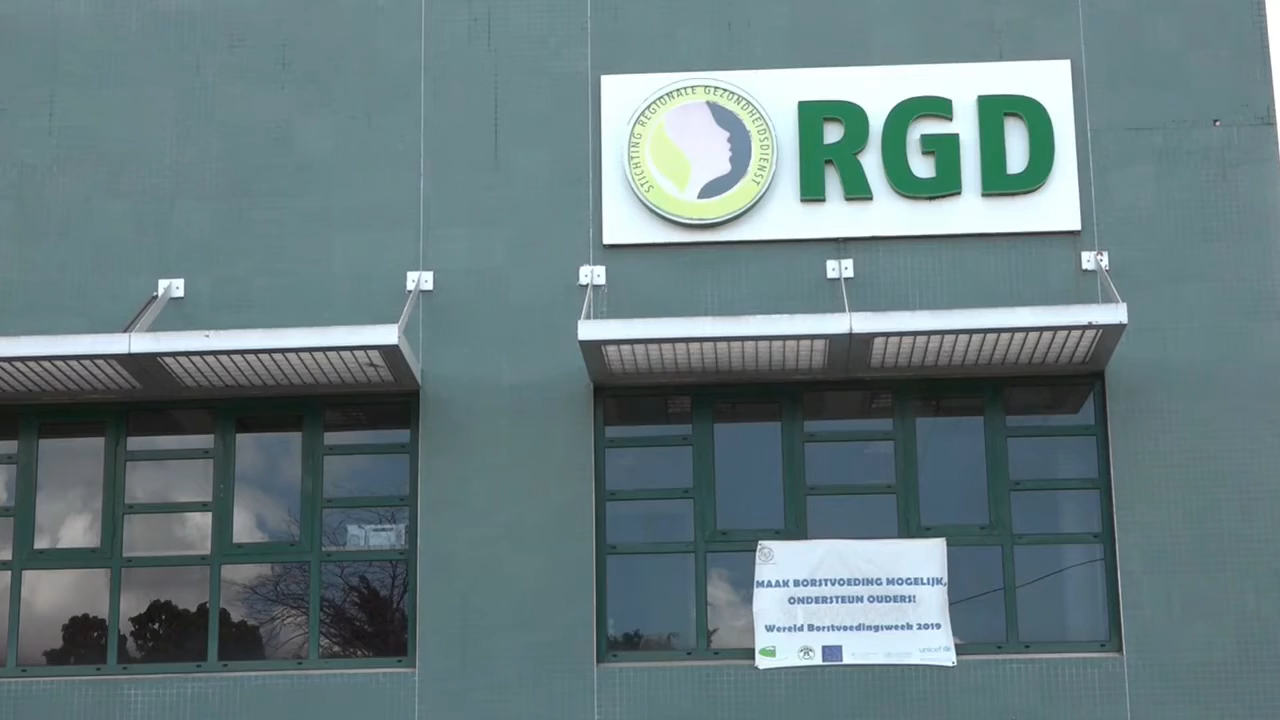 STICHTING REGIONALE GEZONDHEIDSDIENST
RGD
MAAK BORSTVOEDING MOGELIJK,
ONDERSTEUN OUDERS!
Wereld Borstvoedingsweek 2019
unicef